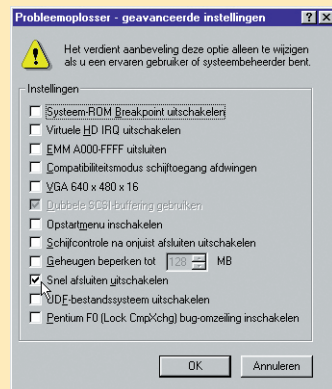 Probleemoplosser - geavanceerde instellingen
Het verdient aanbeveling deze optie alleen te wijzigen
als u een ervaren gebruiker of systeembeheerder bent.
Instellingen
Systeem-ROM Breakpoint uitschakelen
Virtuele HD IRQ uitschakelen
EMM A000-FFFF uitsluiten
Compatibiliteitsmodus schijftoegang afdwingen
VGA 640 x 480 x 16
Dubbele SCSI-buffering gebruiken
Opstartmenu inschakelen
Schijfcontrole na onjuist afsluiten uitschakelen
Geheugen beperken tot 128 MB
Snel afsluiten uitschakelen
UDF-bestandssysteem uitschakelen
Pentium F0 (Lock CmpXchg) bug-omzeiling inschakelen
OK Annuleren